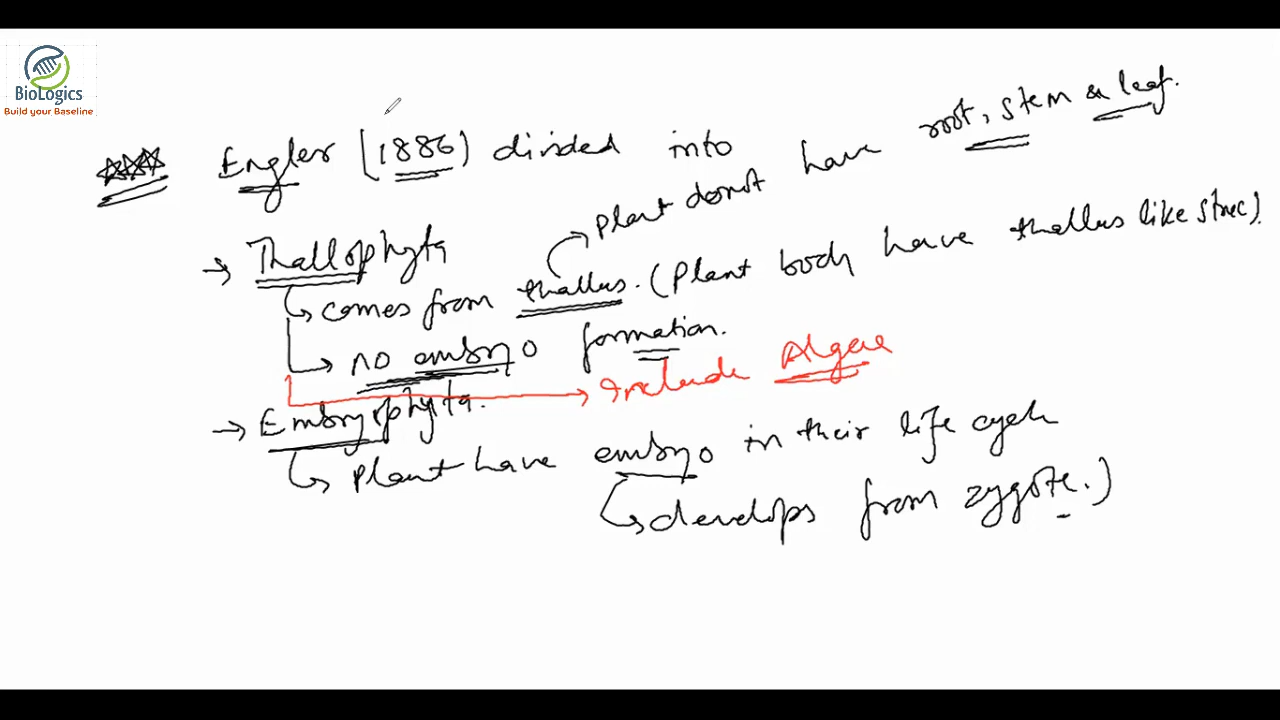 BioLogics
Build your Baseline
Engler (1886) divided into
→ Thallophyta
comes from thallus. (Plant body have thallus like struc).
Plant donot have root, stem & leaf.
no embryo formation.
Include Algae
→ Embryophyta.
Plant have embryo in their life cycle
develops from zygote.)